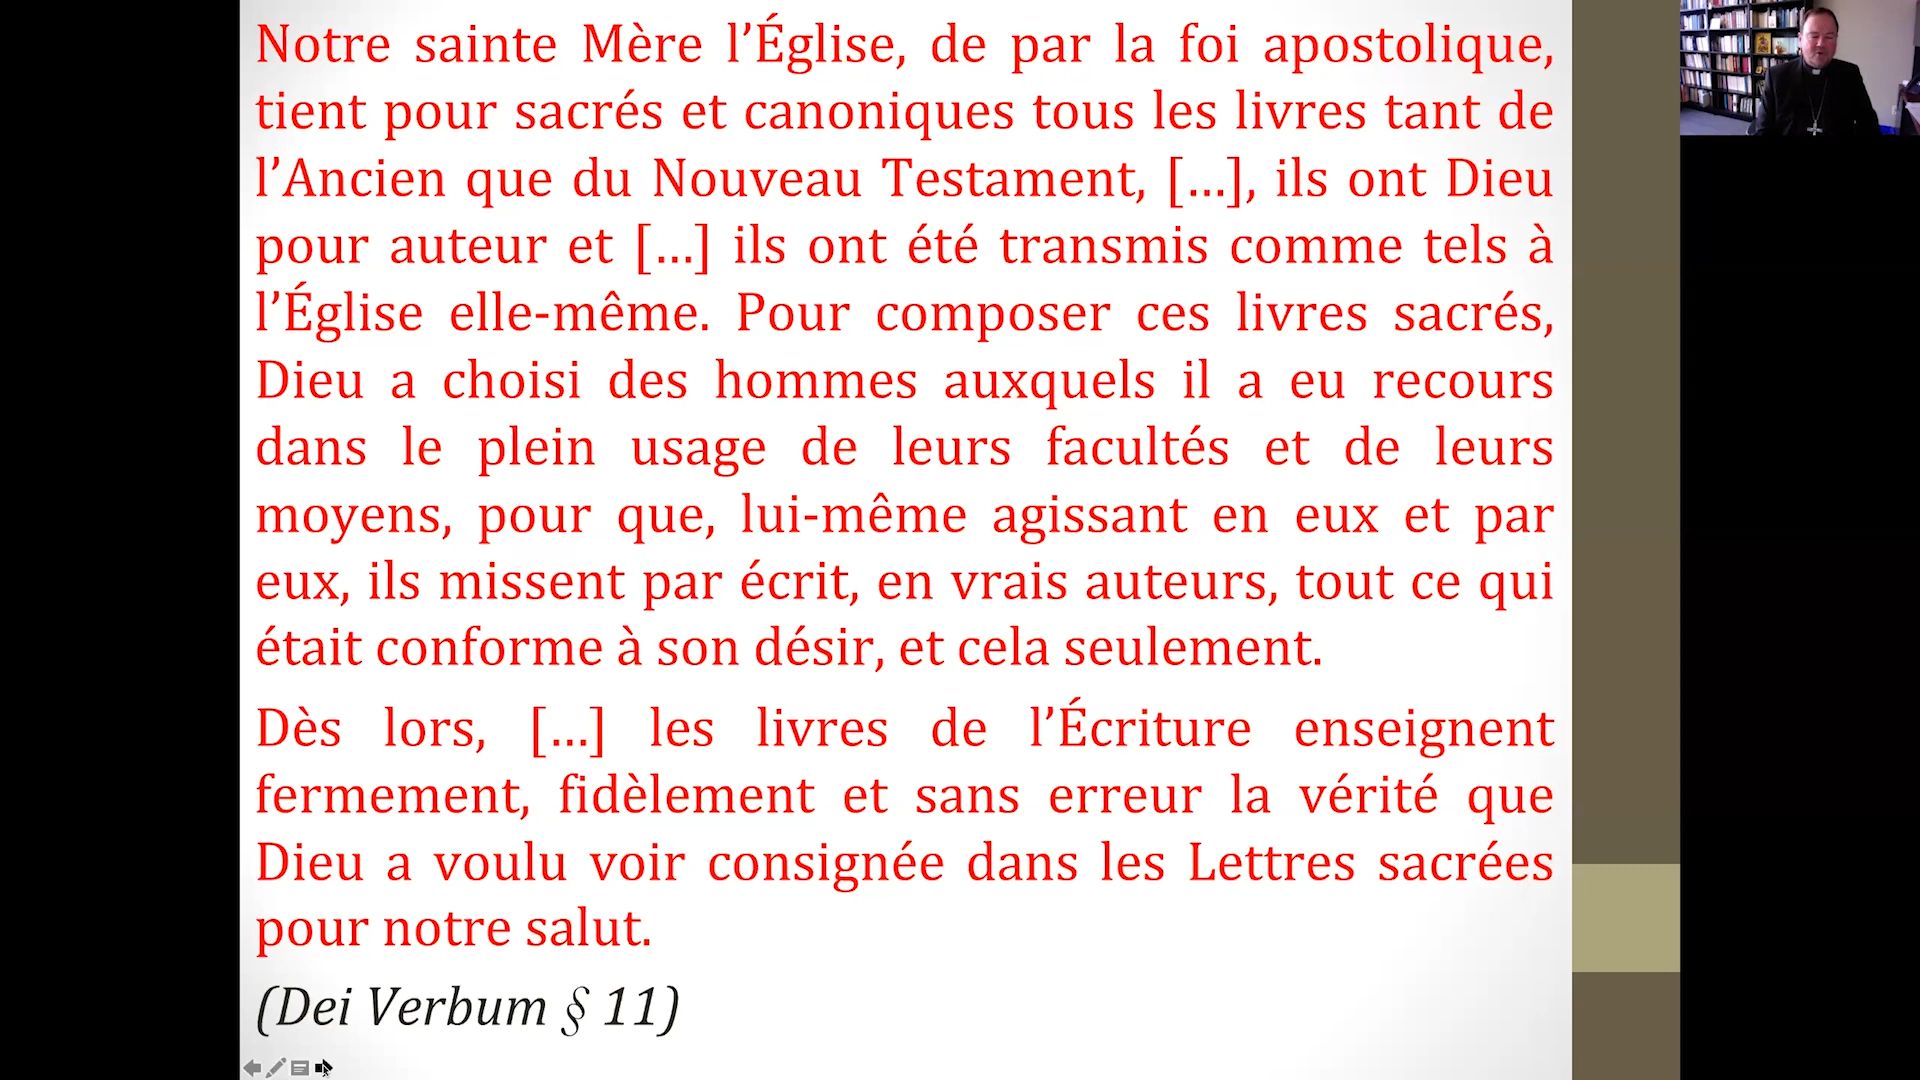 Notre sainte Mère l’Église, de par la foi apostolique,
tient pour sacrés et canoniques tous les livres tant de
l’Ancien que du Nouveau Testament, […], ils ont Dieu
pour auteur et […] ils ont été transmis comme tels à
l’Église elle-même. Pour composer ces livres sacrés,
Dieu a choisi des hommes auxquels il a eu recours
dans le plein usage de leurs facultés et de leurs
moyens, pour que, lui-même agissant en eux et par
eux, ils missent par écrit, en vrais auteurs, tout ce qui
était conforme à son désir, et cela seulement.
Dès lors, […] les livres de l’Écriture enseignent
fermement, fidèlement et sans erreur la vérité que
Dieu a voulu voir consignée dans les Lettres sacrées
pour notre salut.
(Dei Verbum § 11)